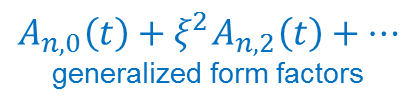 A_{n,0}(t) + ξ^2 A_{n,2}(t) + ⋯
generalized form factors